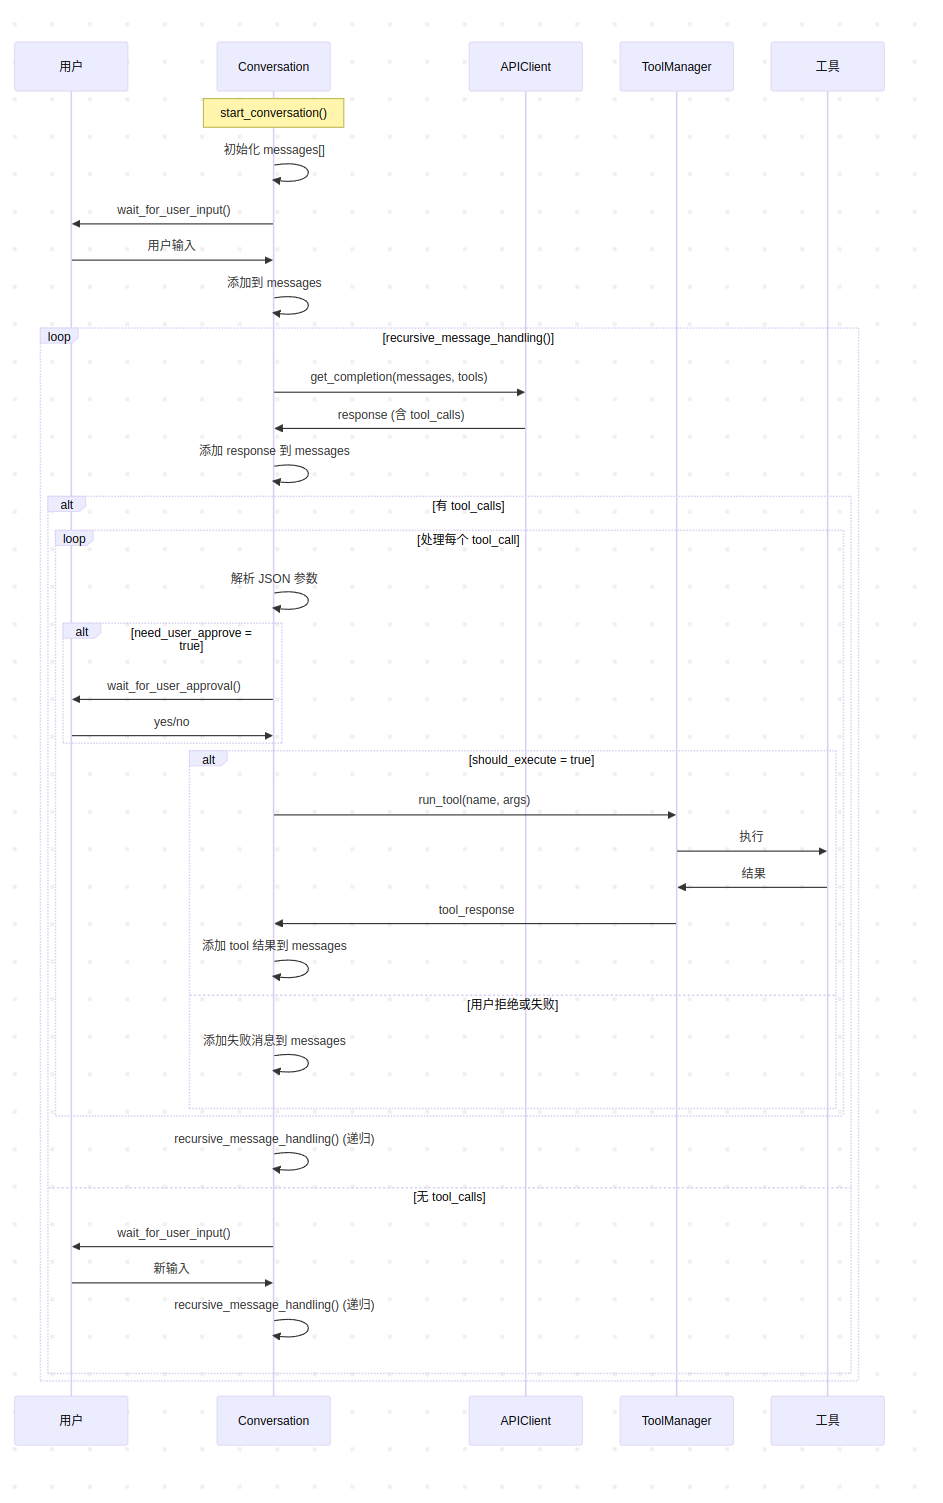 用户
Conversation
APIClient
ToolManager
工具
start_conversation()
初始化 messages[]
wait_for_user_input()
用户输入
添加到 messages
loop
[recursive_message_handling()]
get_completion(messages, tools)
response (含 tool_calls)
添加 response 到 messages
alt
[有 tool_calls]
loop
[处理每个 tool_call]
解析 JSON 参数
alt
[need_user_approve =
true]
wait_for_user_approval()
yes/no
alt
[should_execute = true]
run_tool(name, args)
执行
结果
tool_response
添加 tool 结果到 messages
[用户拒绝或失败]
添加失败消息到 messages
recursive_message_handling() (递归)
[无 tool_calls]
wait_for_user_input()
新输入
recursive_message_handling() (递归)
用户
Conversation
APIClient
ToolManager
工具